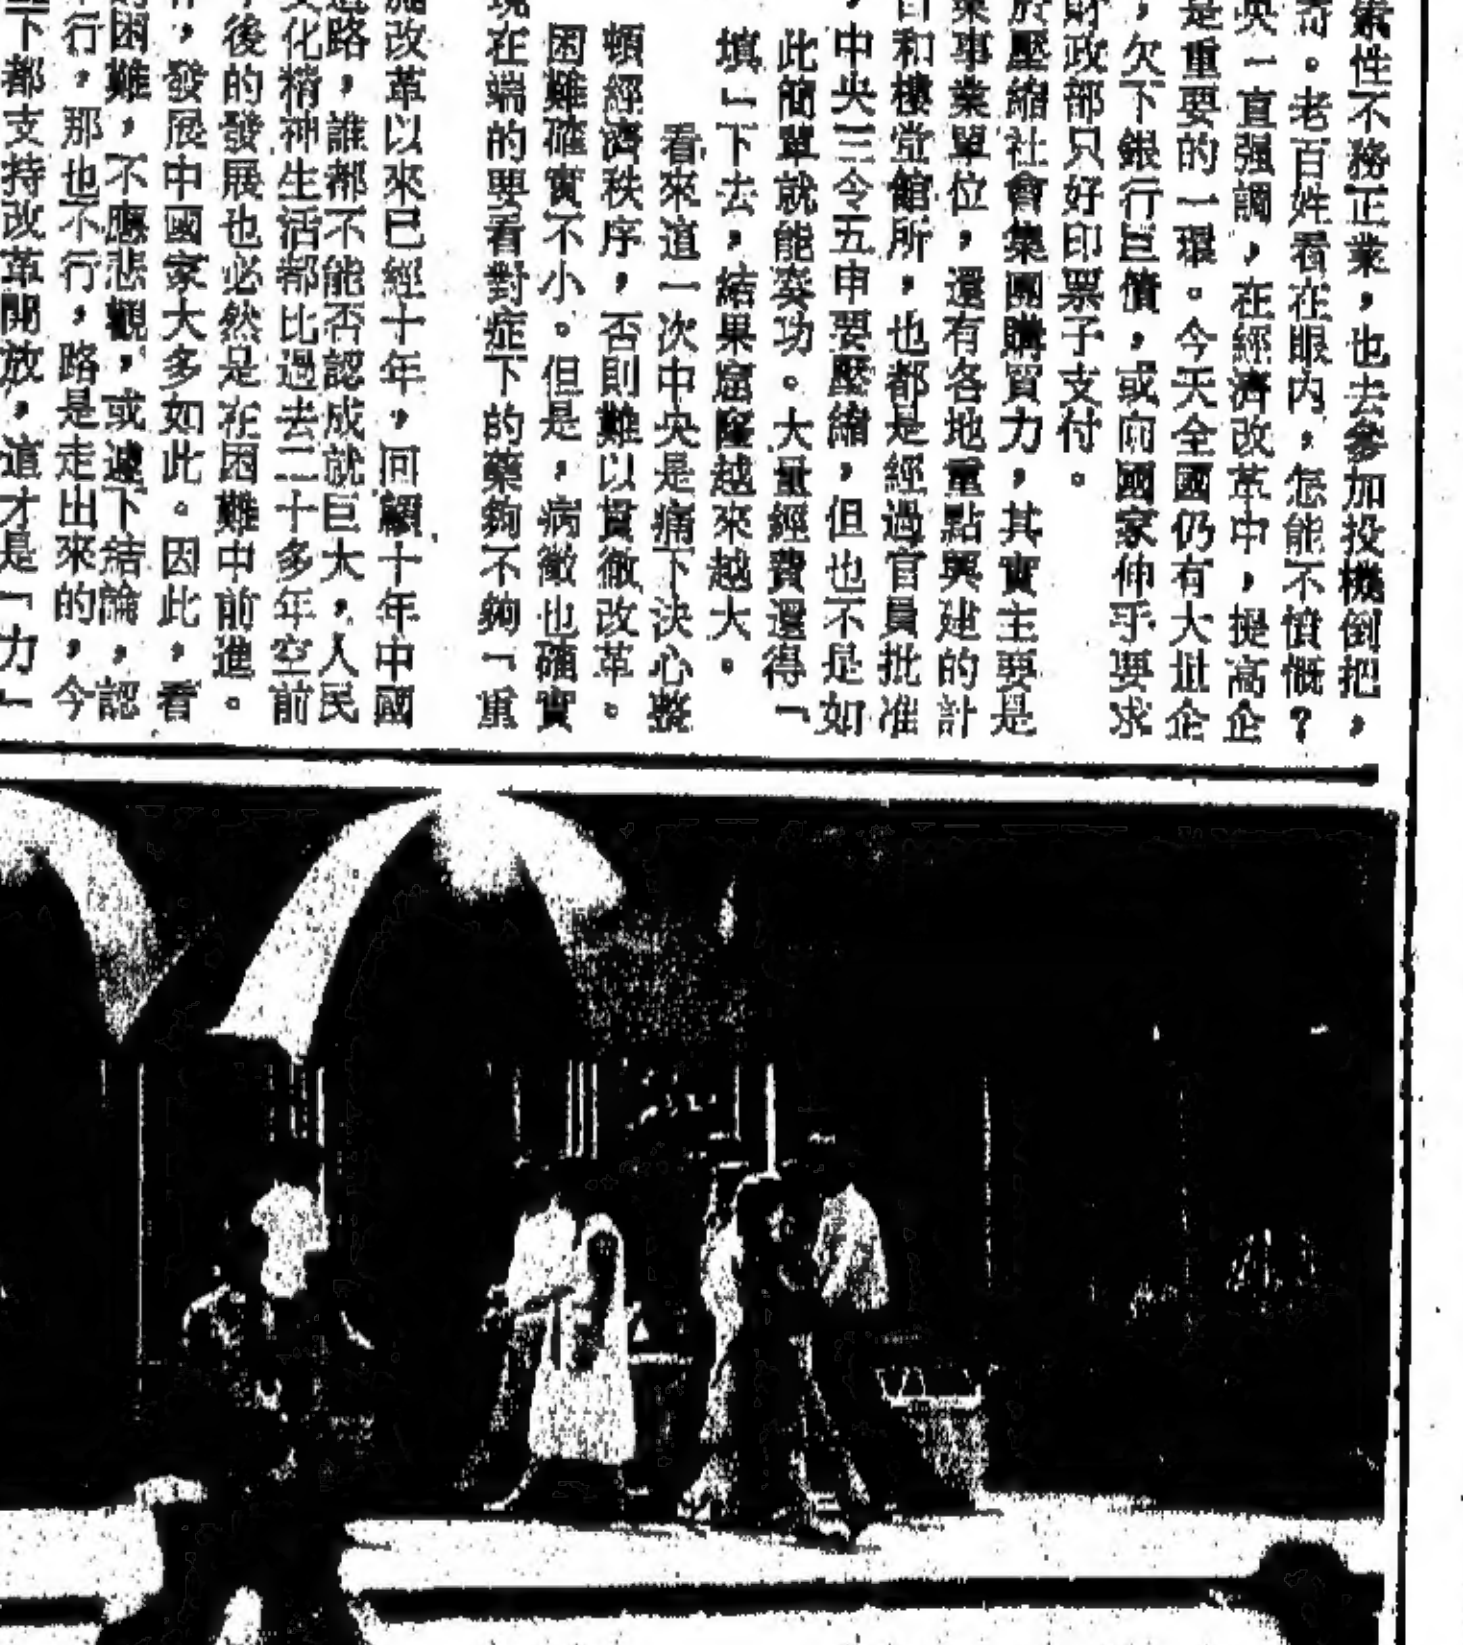 性不務正業，也去參加投機倒把，
。老百姓看在眼內，怎能不憤慨？
央一直强調，在經濟改革中，提高企
是重要的一環。今天全國仍有大批企
，欠下銀行巨債，或向國家伸手要求
財政部只好印票子支付。
於壓縮社會集團購買力，其實主要是
業事業單位，還有各地重點興建的計
和樓堂館所，也都是經過官員批准
，中央三令五申要壓縮，但也不是如
此簡單就能奏功。大量經費還得「
填」下去，結果窟窿越來越大。
看來這一次中央是痛下決心整
頓經濟秩序，否則難以貫徹改革。
困難確實不小。但是，病徵也確實
現在端的要看對症下的藥夠不夠「重
施改革以來已經十年，回顧十年中國
道路，誰都不能否認成就巨大，人民
文化精神生活都比過去二十多年空前
後的發展也必然是在困難中前進。
，發展中國家大多如此。因此，看
困難，不應悲觀，或遽下結論，認
行，那也不行，路是走出來的，今
下都支持改革開放，這才是「力」